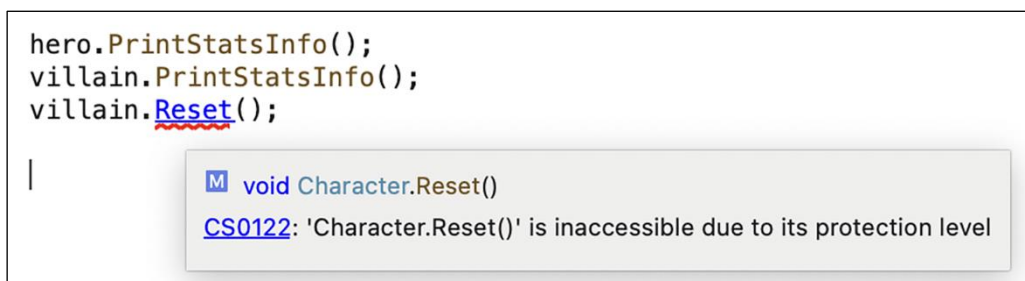 hero.PrintStatsInfo();
villain.PrintStatsInfo();
villain.Reset();
M void Character.Reset()
CS0122: 'Character.Reset()' is inaccessible due to its protection level